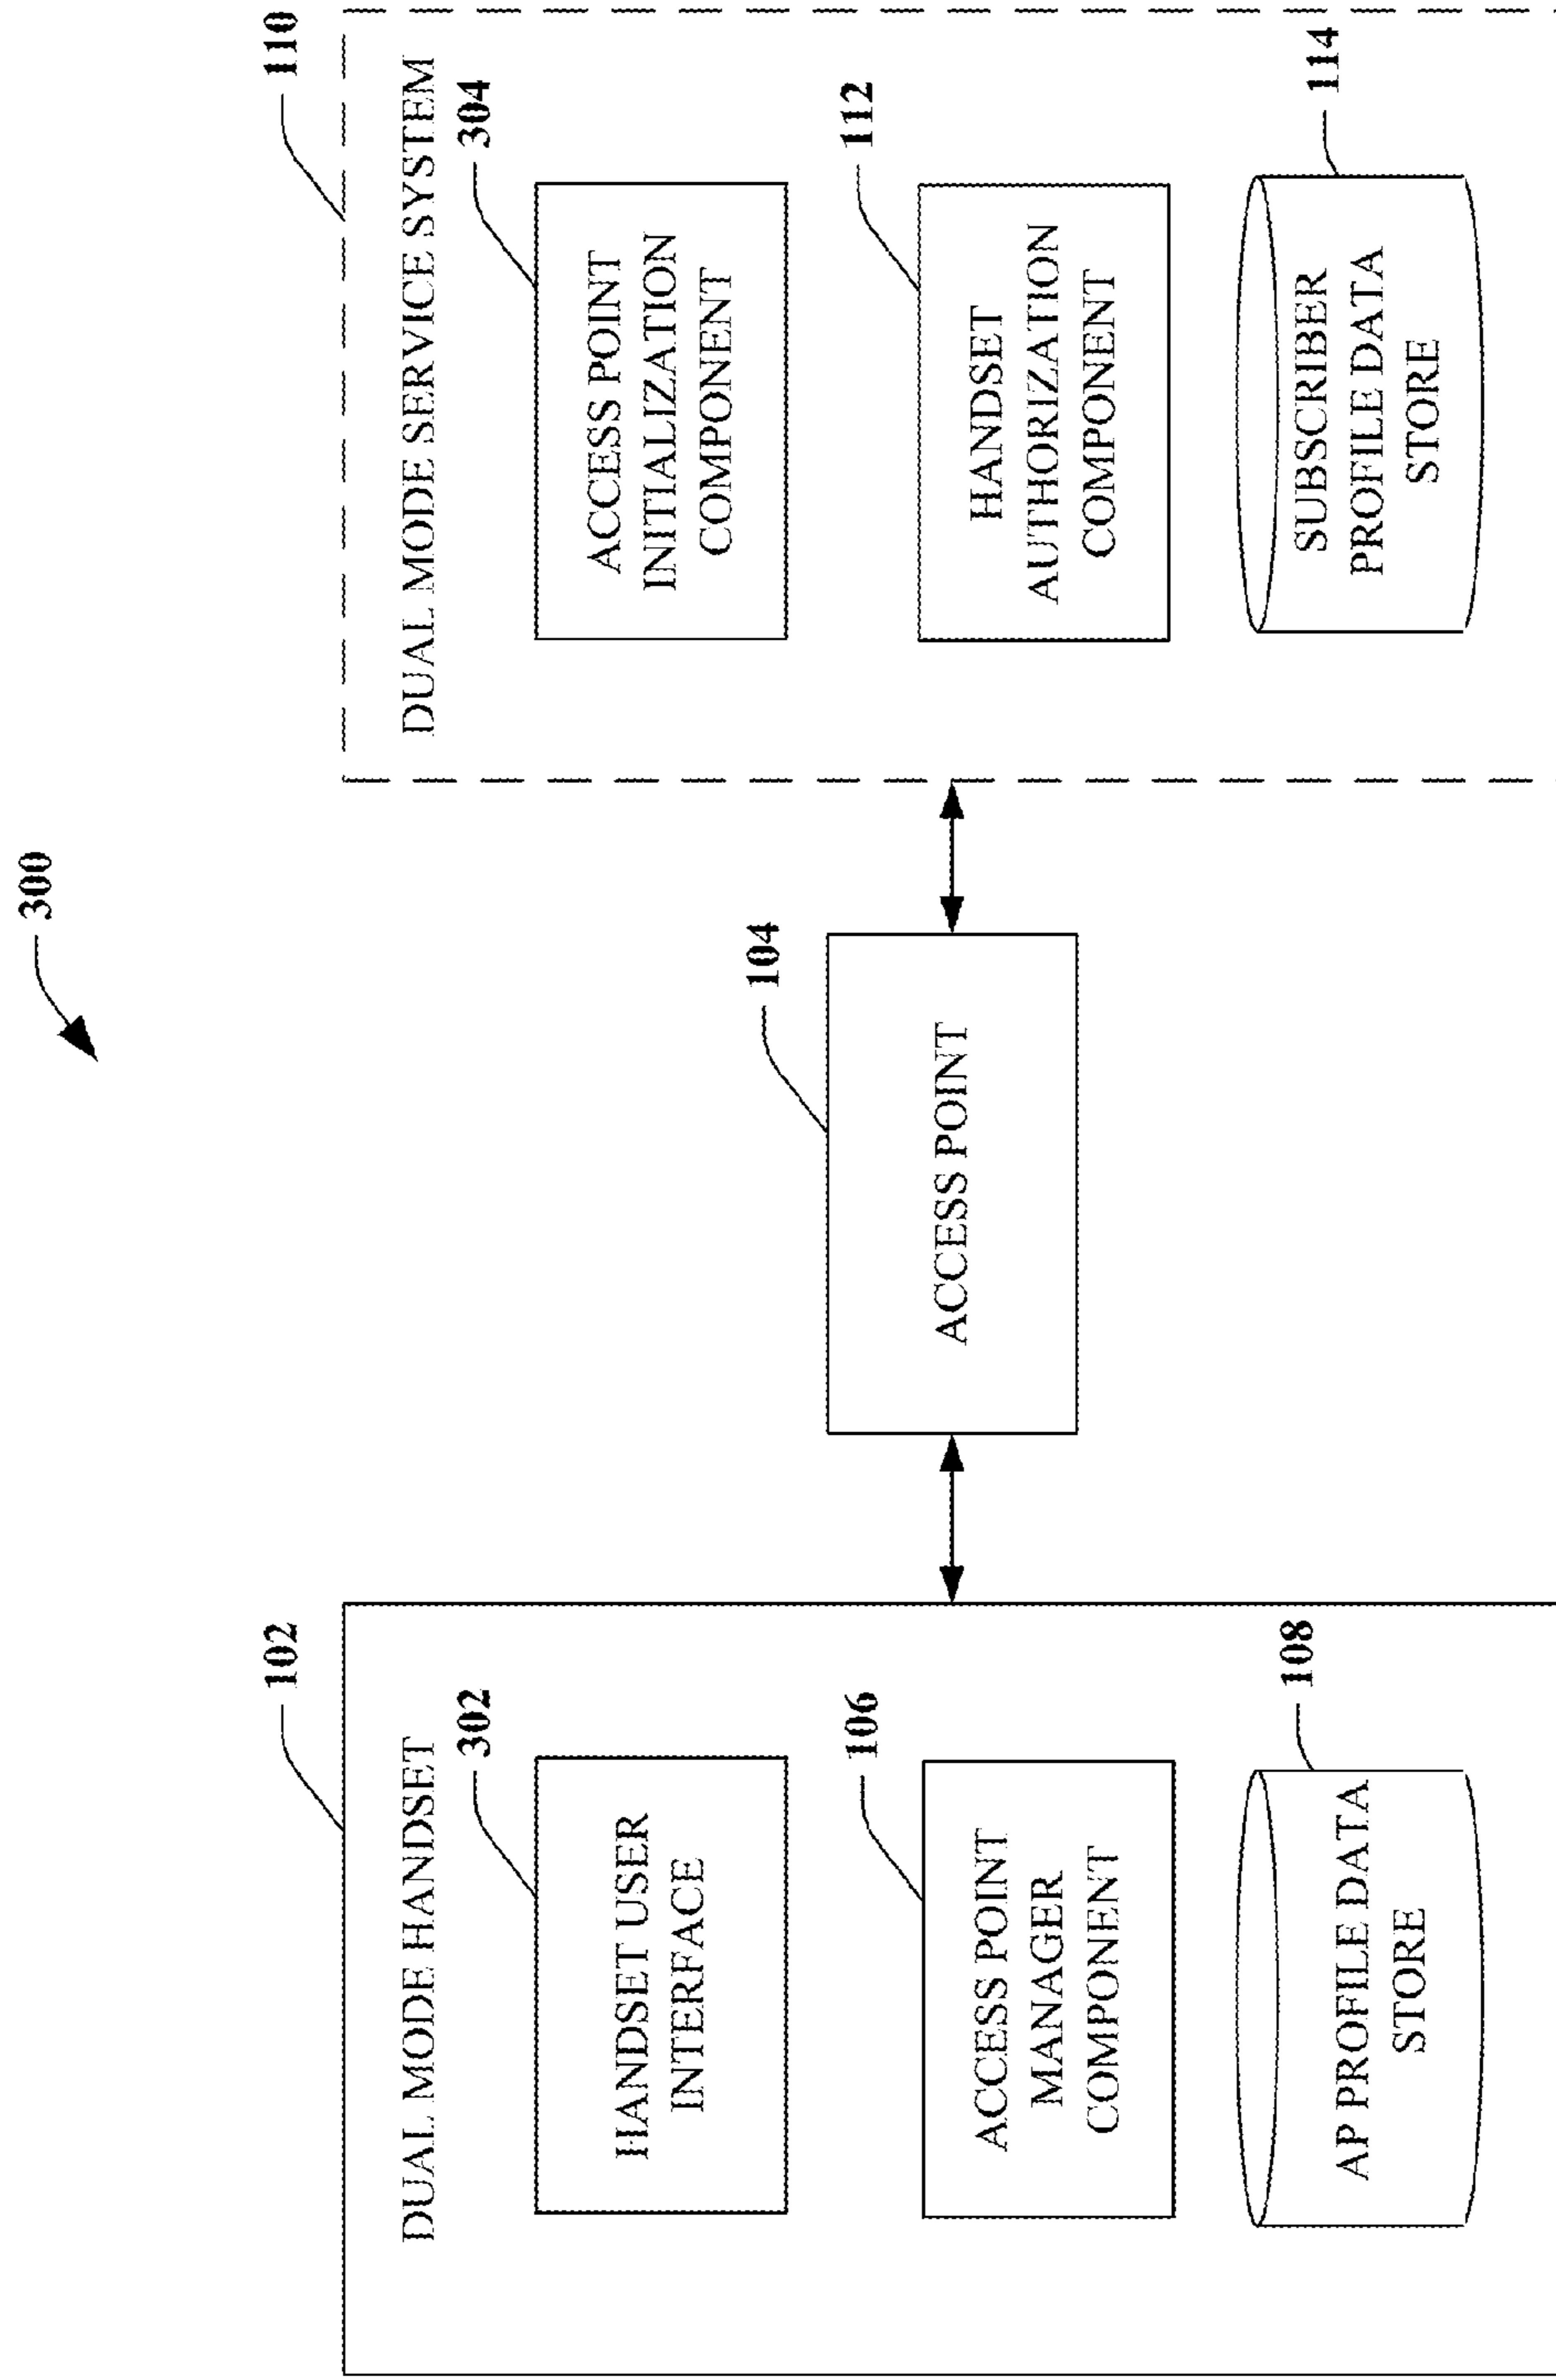 300
102
DUAL MODE HANDSET
302
HANDSET USER
INTERFACE
106
ACCESS POINT
MANAGER
COMPONENT
108
AP PROFILE DATA
STORE
104
ACCESS POINT
110
DUAL MODE SERVICE SYSTEM
304
ACCESS POINT
INITIALIZATION
COMPONENT
112
HANDSET
AUTHORIZATION
COMPONENT
114
SUBSCRIBER
PROFILE DATA
STORE